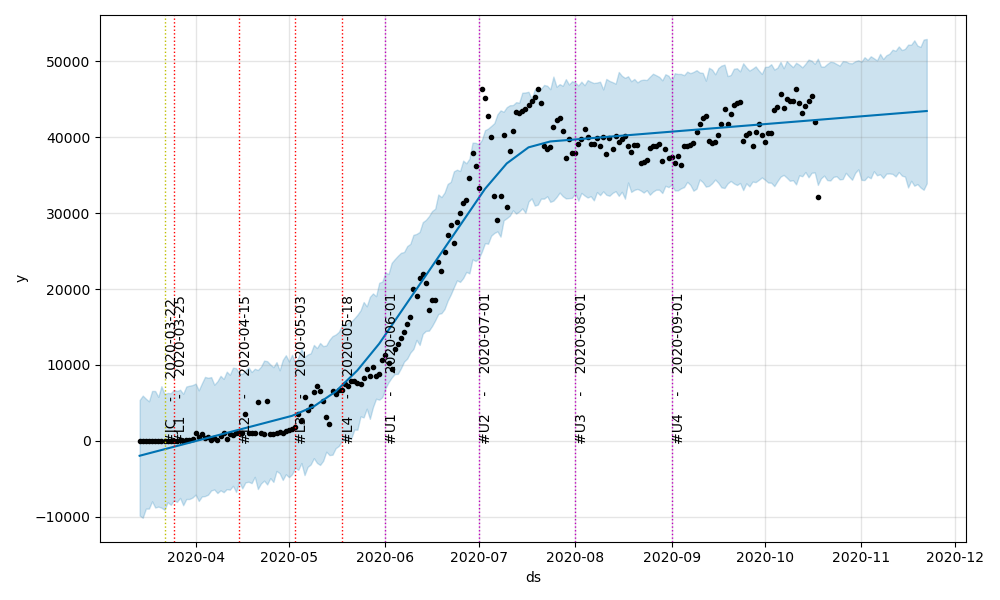 50000
40000
30000
20000
10000
0
−10000
y
#JC - 2020-03-22
#L1 - 2020-03-25
#L2 - 2020-04-15
#L3 - 2020-05-03
#L4 - 2020-05-18
#U1 - 2020-06-01
#U2 - 2020-07-01
#U3 - 2020-08-01
#U4 - 2020-09-01
2020-04
2020-05
2020-06
2020-07
2020-08
2020-09
2020-10
2020-11
2020-12
ds